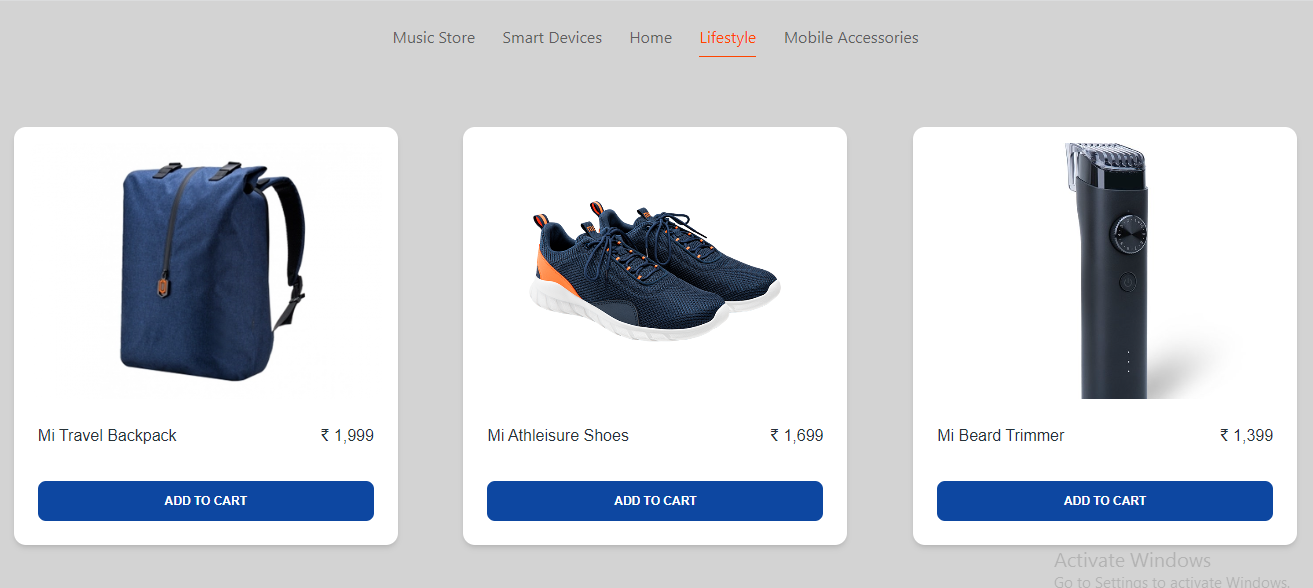 Music Store Smart Devices Home Lifestyle Mobile Accessories
Mi Travel Backpack ₹ 1,999
ADD TO CART
Mi Athleisure Shoes ₹ 1,699
ADD TO CART
Mi Beard Trimmer ₹ 1,399
ADD TO CART
Activate Windows
Go to Settings to activate Windows.